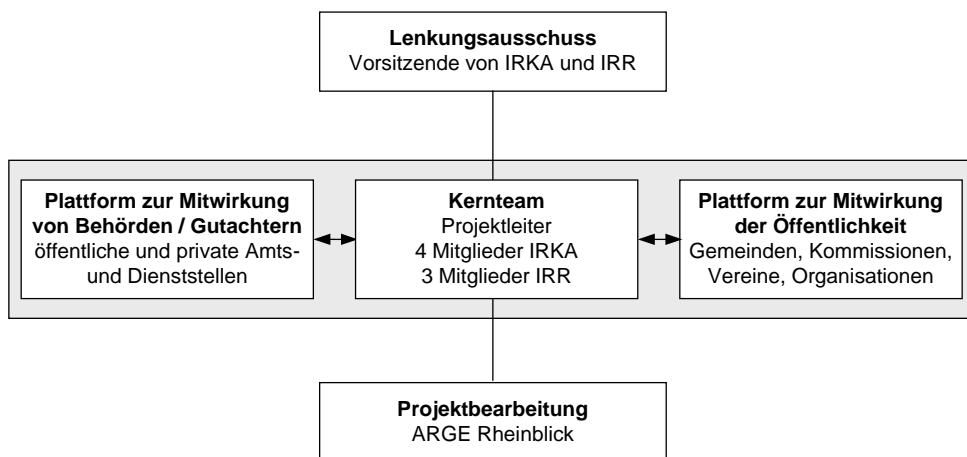 Lenkungsausschuss
Vorsitzende von IRKA und IRR
Plattform zur Mitwirkung
von Behörden / Gutachtern
öffentliche und private Amts-
und Dienststellen
Kernteam
Projektleiter
4 Mitglieder IRKA
3 Mitglieder IRR
Plattform zur Mitwirkung
der Öffentlichkeit
Gemeinden, Kommissionen,
Vereine, Organisationen
Projektbearbeitung
ARGE Rheinblick